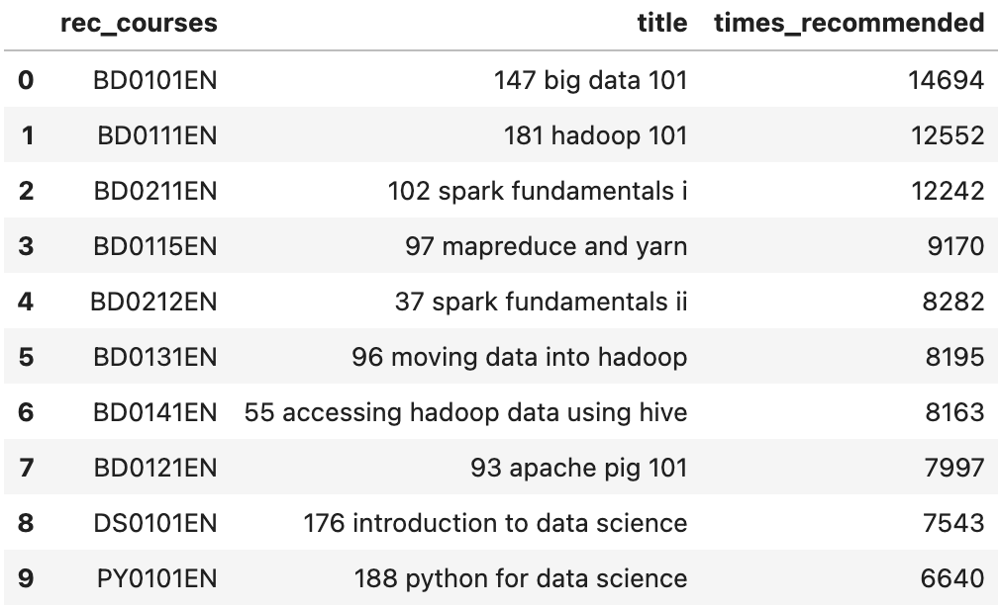 rec_courses title times_recommended
0 BD0101EN 147 big data 101 14694
1 BD0111EN 181 hadoop 101 12552
2 BD0211EN 102 spark fundamentals i 12242
3 BD0115EN 97 mapreduce and yarn 9170
4 BD0212EN 37 spark fundamentals ii 8282
5 BD0131EN 96 moving data into hadoop 8195
6 BD0141EN 55 accessing hadoop data using hive 8163
7 BD0121EN 93 apache pig 101 7997
8 DS0101EN 176 introduction to data science 7543
9 PY0101EN 188 python for data science 6640